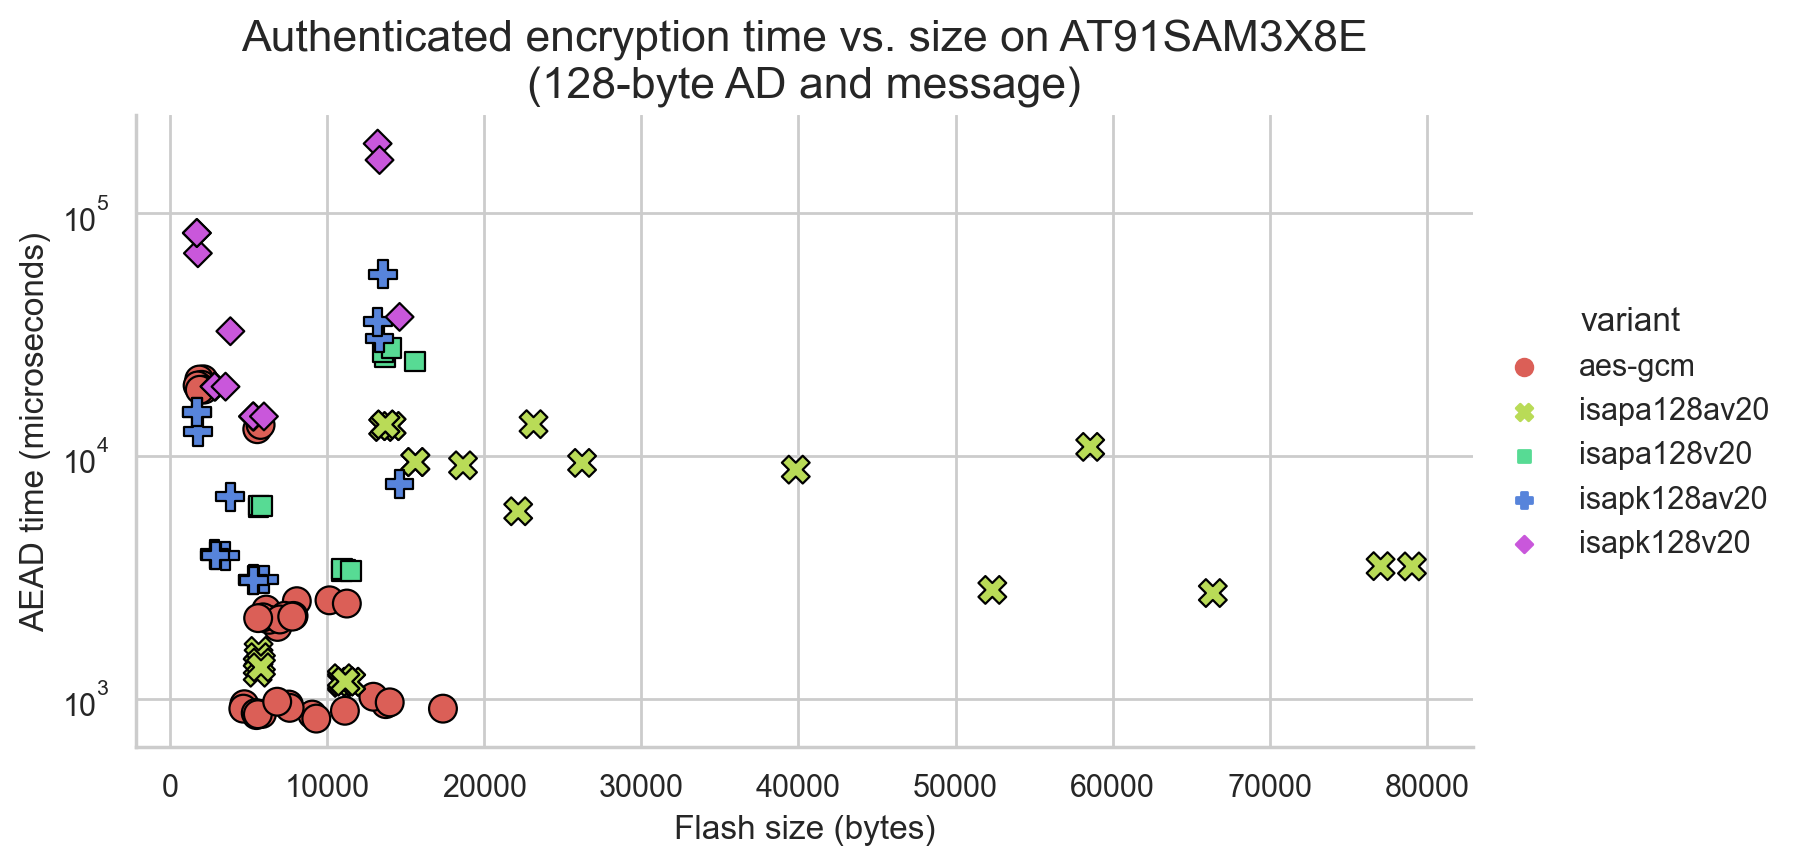 Authenticated encryption time vs. size on AT91SAM3X8E
(128-byte AD and message)
AEAD time (microseconds)
10^5
10^4
10^3
0 10000 20000 30000 40000 50000 60000 70000 80000
Flash size (bytes)
variant
aes-gcm
isapa128av20
isapa128v20
isapk128av20
isapk128v20